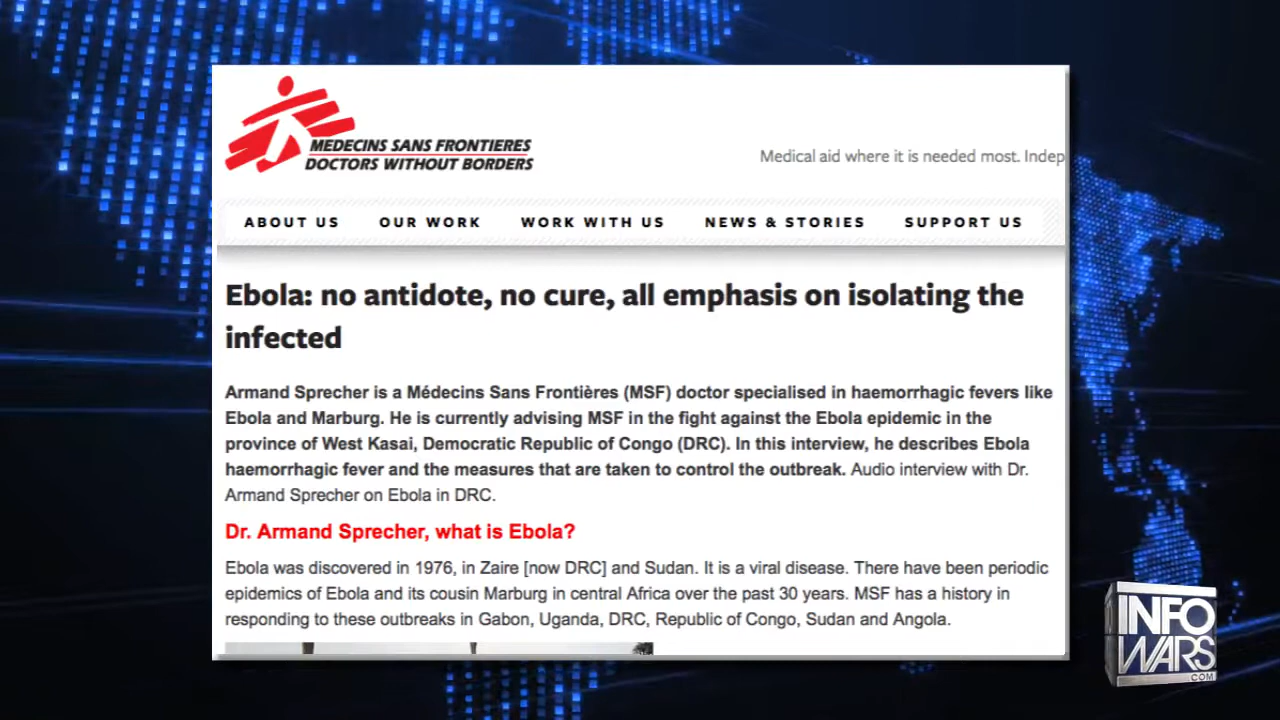 MEDECINS SANS FRONTIERES
DOCTORS WITHOUT BORDERS
Medical aid where it is needed most. Indep
ABOUT US OUR WORK WORK WITH US NEWS & STORIES SUPPORT US
Ebola: no antidote, no cure, all emphasis on isolating the
infected
Armand Sprecher is a Médecins Sans Frontières (MSF) doctor specialised in haemorrhagic fevers like
Ebola and Marburg. He is currently advising MSF in the fight against the Ebola epidemic in the
province of West Kasai, Democratic Republic of Congo (DRC). In this interview, he describes Ebola
haemorrhagic fever and the measures that are taken to control the outbreak. Audio interview with Dr.
Armand Sprecher on Ebola in DRC.
Dr. Armand Sprecher, what is Ebola?
Ebola was discovered in 1976, in Zaire [now DRC] and Sudan. It is a viral disease. There have been periodic
epidemics of Ebola and its cousin Marburg in central Africa over the past 30 years. MSF has a history in
responding to these outbreaks in Gabon, Uganda, DRC, Republic of Congo, Sudan and Angola.
INFO
WARS
.COM